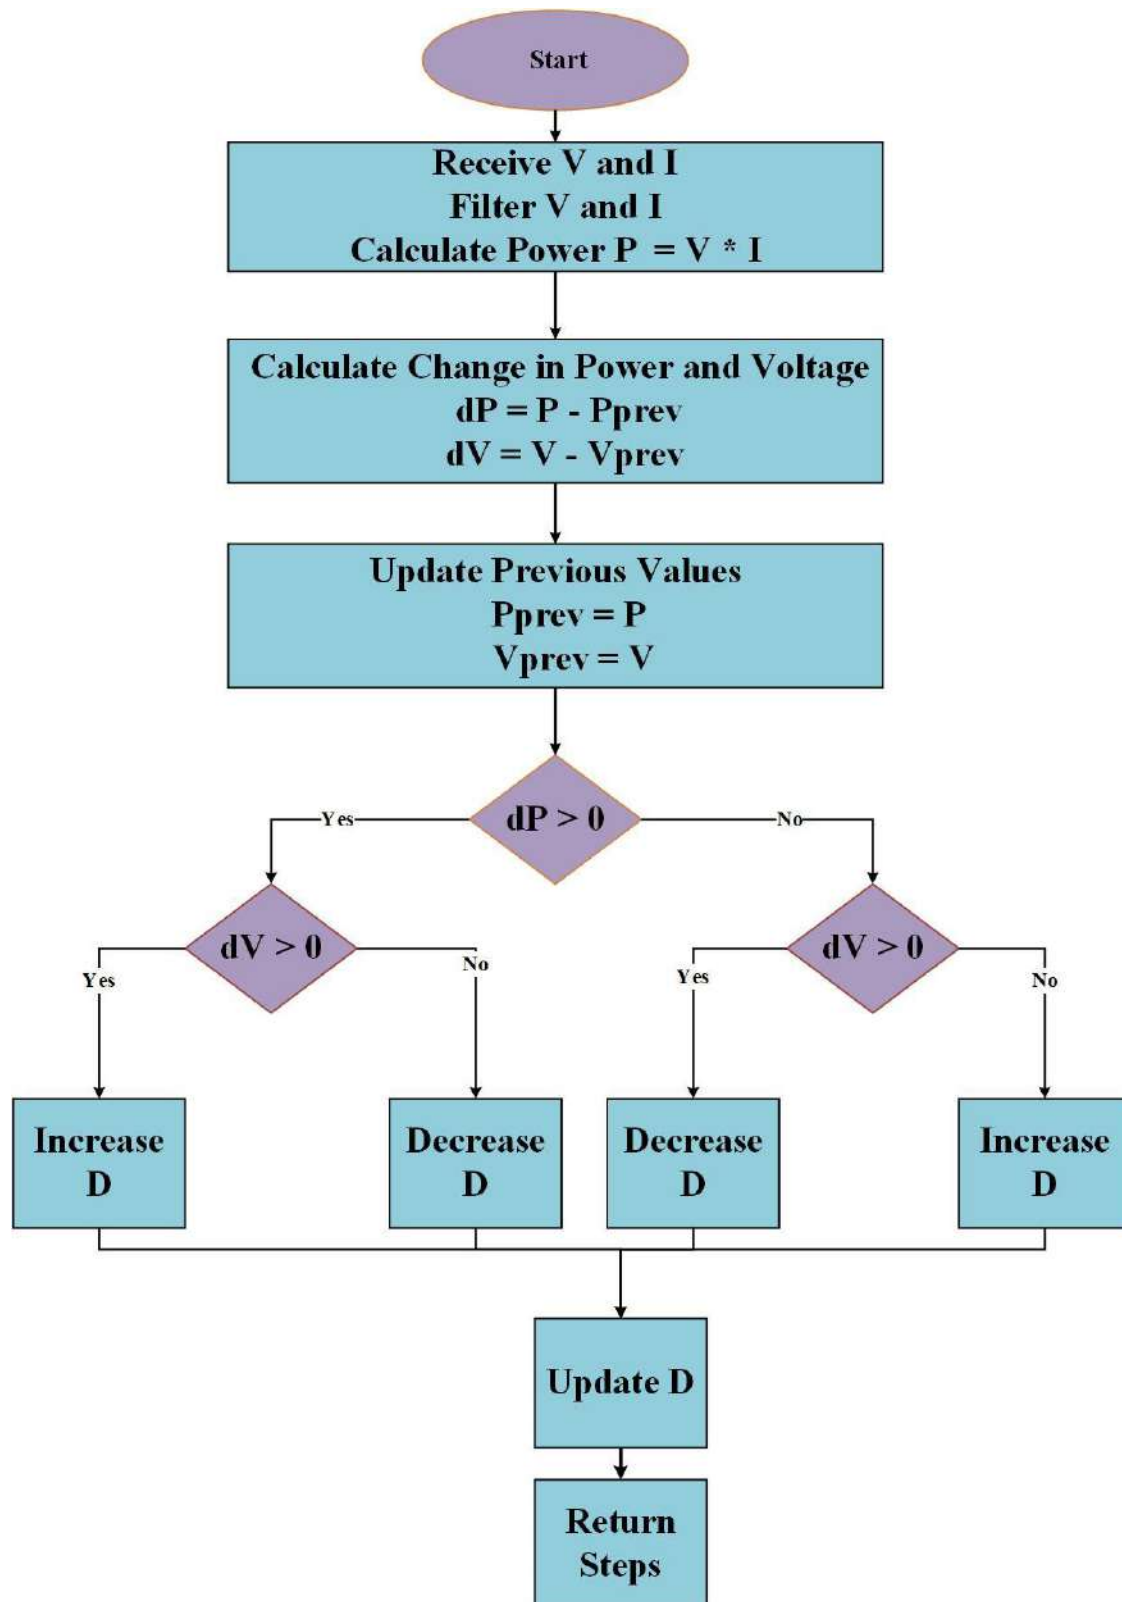 Start
Receive V and I
Filter V and I
Calculate Power P = V * I
Calculate Change in Power and Voltage
dP = P - Pprev
dV = V - Vprev
Update Previous Values
Pprev = P
Vprev = V
dP > 0
Yes
No
dV > 0
dV > 0
Yes
No
Yes
No
Increase
D
Decrease
D
Decrease
D
Increase
D
Update D
Return
Steps